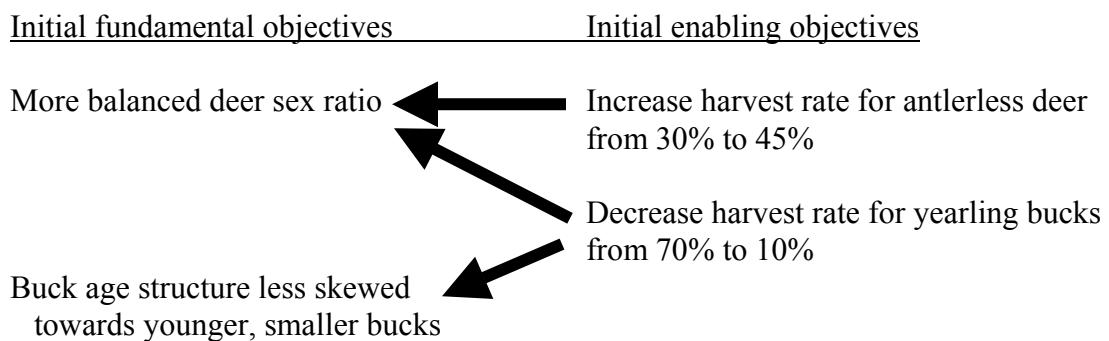 Initial fundamental objectives Initial enabling objectives
More balanced deer sex ratio
Increase harvest rate for antlerless deer
from 30% to 45%
Decrease harvest rate for yearling bucks
from 70% to 10%
Buck age structure less skewed
towards younger, smaller bucks